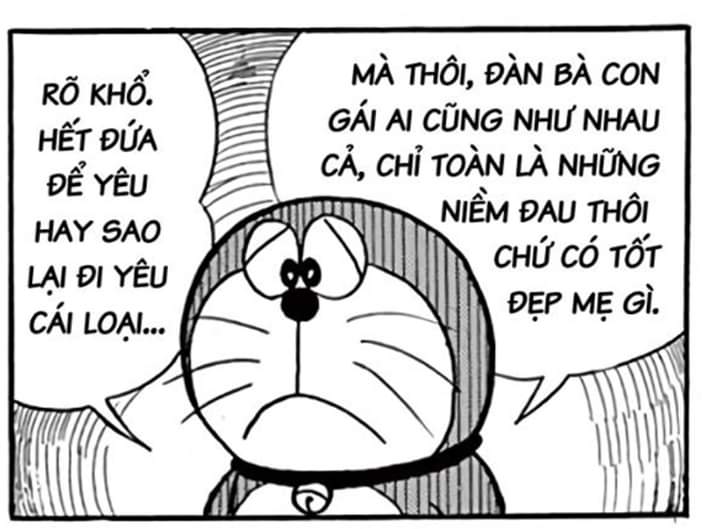 RÕ KHỔ.
HẾT ĐỨA
ĐỂ YÊU
HAY SAO
LẠI ĐI YÊU
CÁI LOẠI...
MÀ THÔI, ĐÀN BÀ CON
GÁI AI CŨNG NHƯ NHAU
CẢ, CHỈ TOÀN LÀ NHỮNG
NIỀM ĐAU THÔI
CHỨ CÓ TỐT
ĐẸP MẸ GÌ.